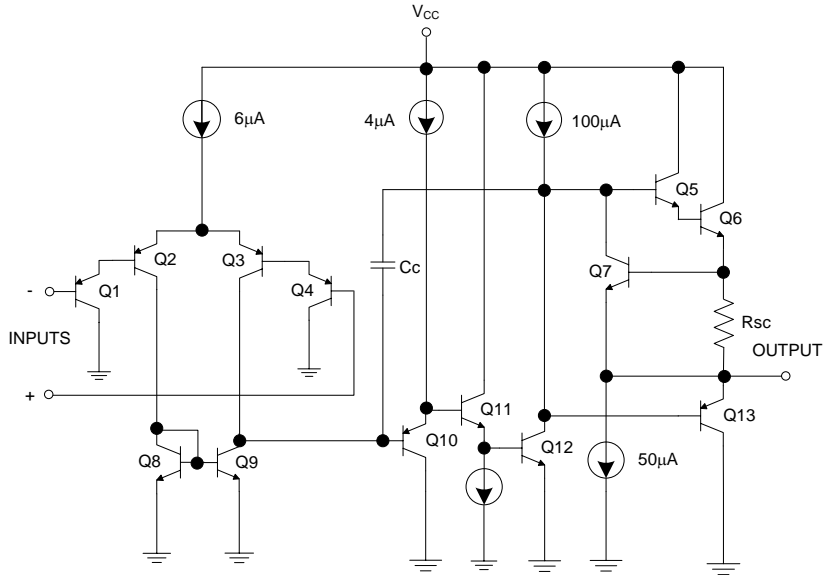 VCC
6µA
4µA
100µA
Q5
Q6
Q2
Q3
Q7
Cc
-
Q1
Q4
Rsc
INPUTS
OUTPUT
+
Q11
Q10
Q12
Q13
Q8
Q9
50µA